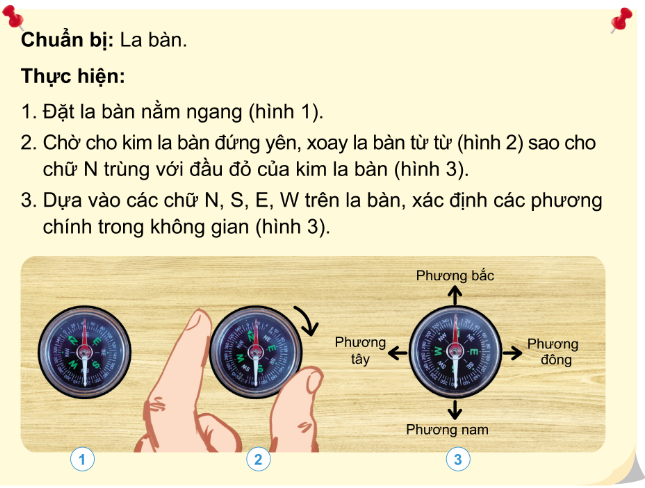 Chuẩn bị: La bàn.
Thực hiện:
1. Đặt la bàn nằm ngang (hình 1).
2. Chờ cho kim la bàn đứng yên, xoay la bàn từ từ (hình 2) sao cho
chữ N trùng với đầu đỏ của kim la bàn (hình 3).
3. Dựa vào các chữ N, S, E, W trên la bàn, xác định các phương
chính trong không gian (hình 3).
Phương bắc
Phương
tây
Phương
đông
Phương nam
N
E
S
W
N
E
S
W
W
E
S
1
2
3